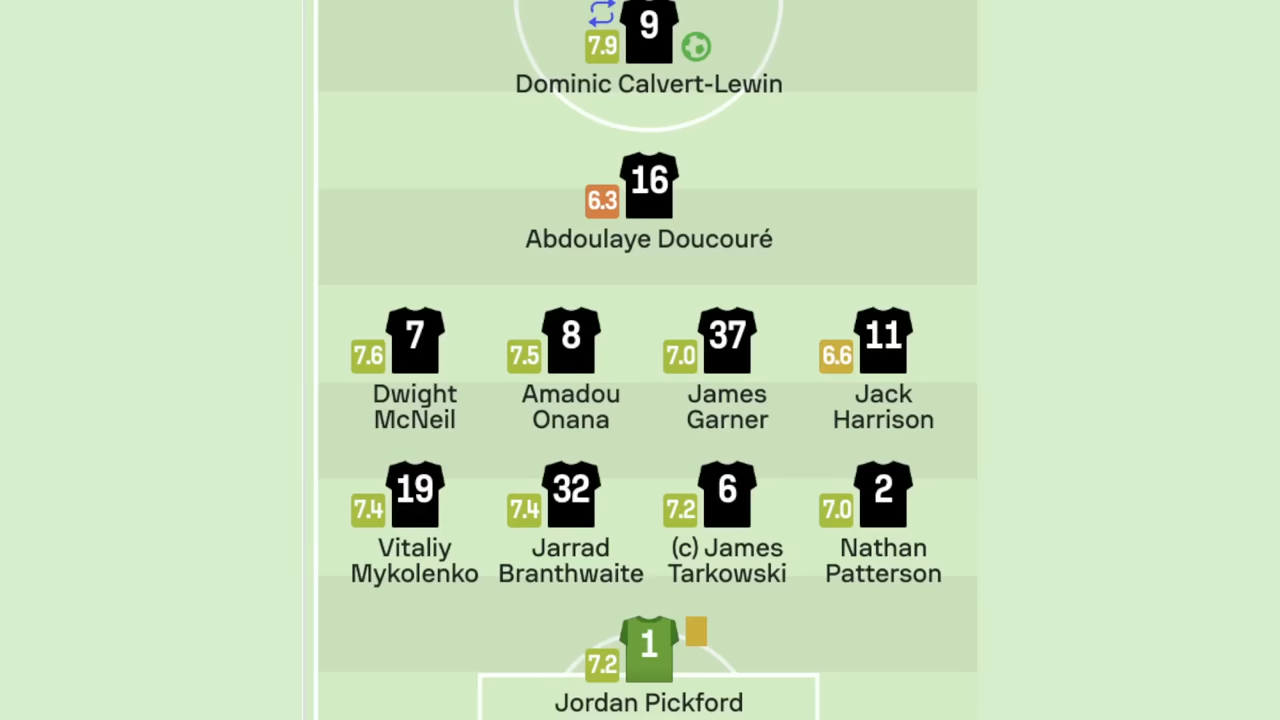 9
7.9
Dominic Calvert-Lewin
16
6.3
Abdoulaye Doucouré
7 8 37 11
7.6 7.5 7.0 6.6
Dwight Amadou James Jack
McNeil Onana Garner Harrison
19 32 6 2
7.4 7.4 7.2 7.0
Vitaliy Jarrad (c) James Nathan
Mykolenko Branthwaite Tarkowski Patterson
1
7.2
Jordan Pickford